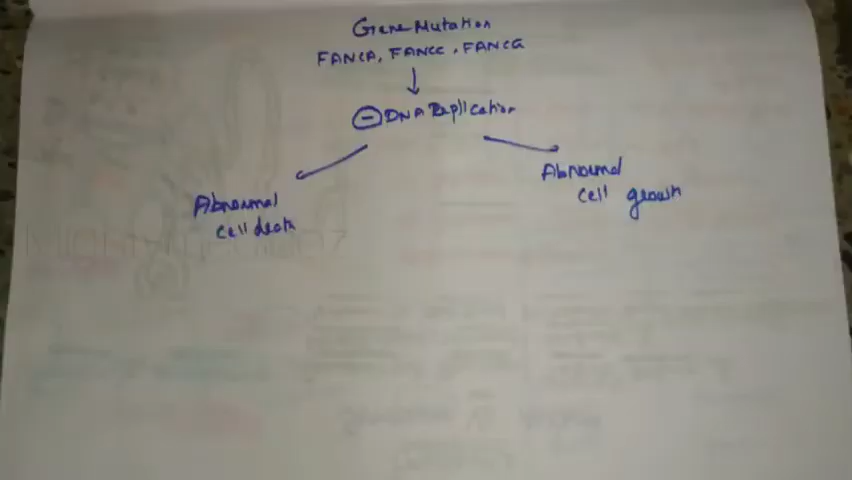 Gene Mutation
FANCA, FANCC, FANCG
↓
⊖ DNA Replication
Abnormal
cell growth
Abnormal
cell death